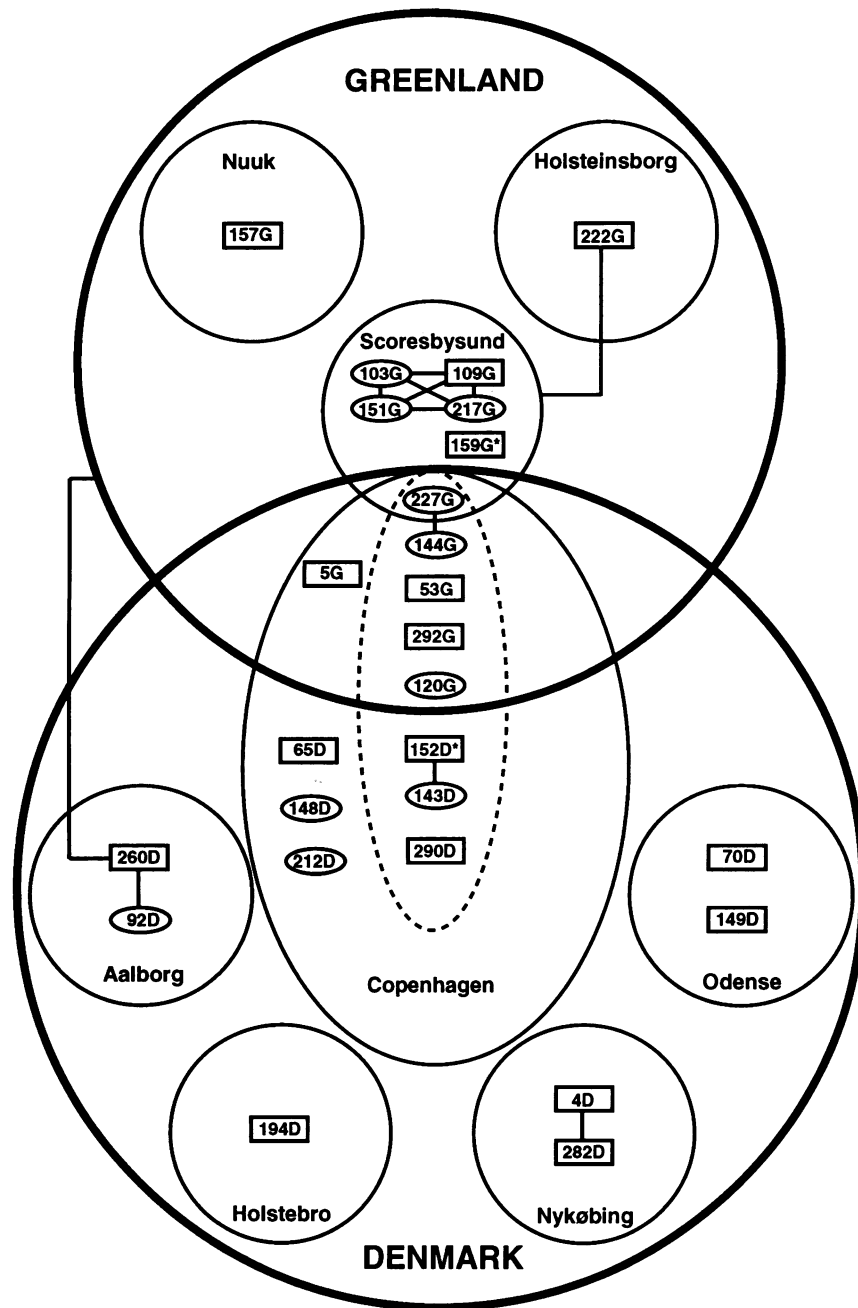 GREENLAND
Nuuk
Holsteinsborg
157G
222G
Scoresbysund
103G 109G
151G 217G
159G*
227G
144G
5G
53G
292G
120G
65D
152D*
148D
143D
212D
290D
260D
70D
92D
149D
Aalborg
Copenhagen
Odense
4D
194D
282D
Holstebro
Nykøbing
DENMARK